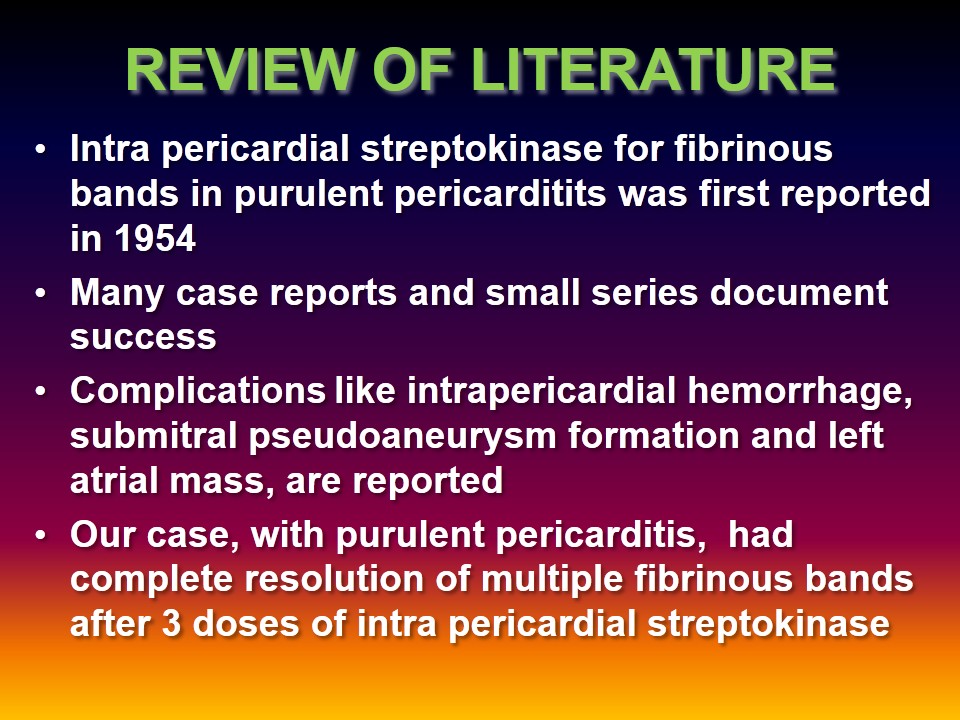 REVIEW OF LITERATURE
• Intra pericardial streptokinase for fibrinous
bands in purulent pericarditits was first reported
in 1954
• Many case reports and small series document
success
• Complications like intrapericardial hemorrhage,
submitral pseudoaneurysm formation and left
atrial mass, are reported
• Our case, with purulent pericarditis,  had
complete resolution of multiple fibrinous bands
after 3 doses of intra pericardial streptokinase